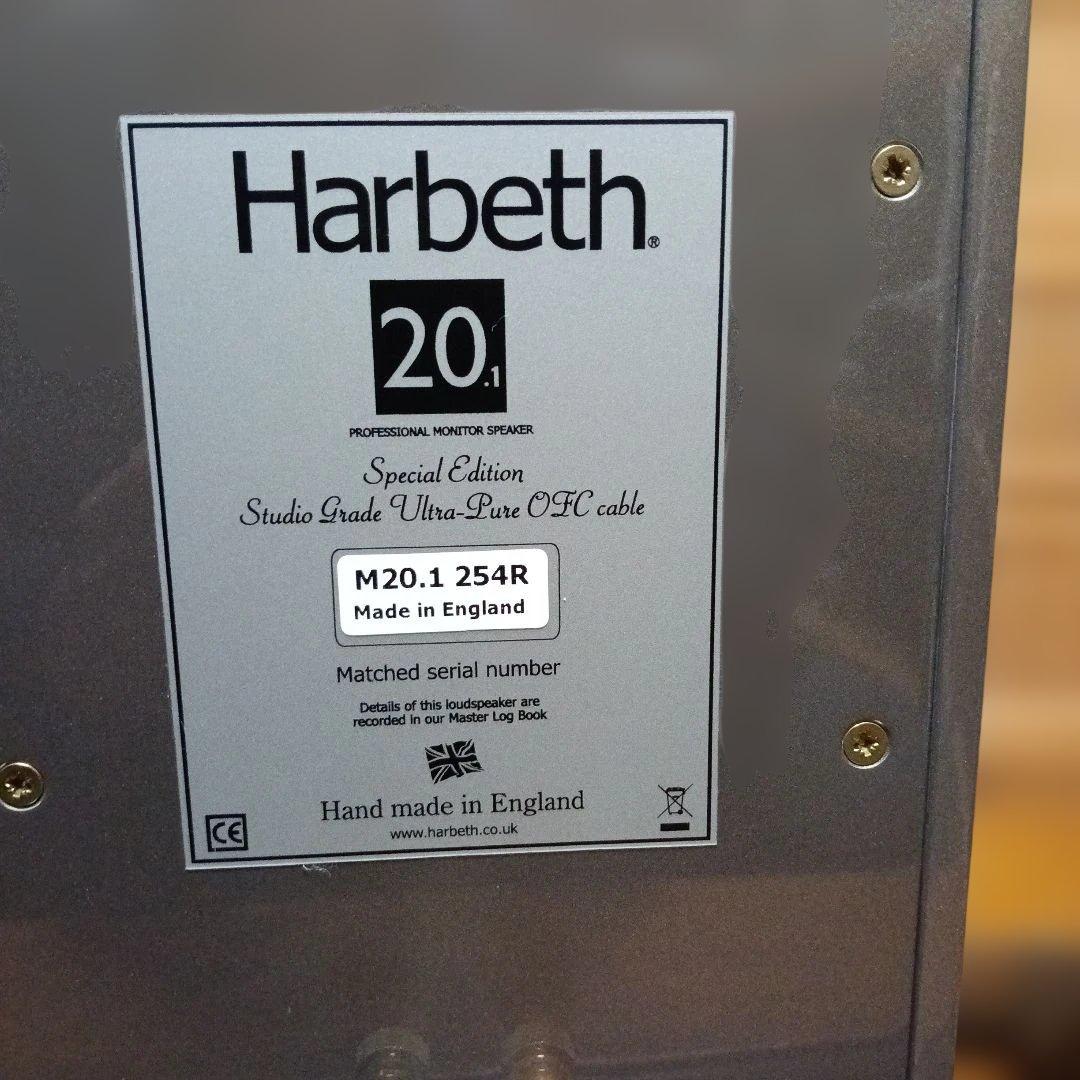 Harbeth®
20.1
PROFESSIONAL MONITOR SPEAKER
Special Edition
Studio Grade Ultra-Pure OFC cable
M20.1 254R
Made in England
Matched serial number
Details of this loudspeaker are
recorded in our Master Log Book
Hand made in England
CE
www.harbeth.co.uk